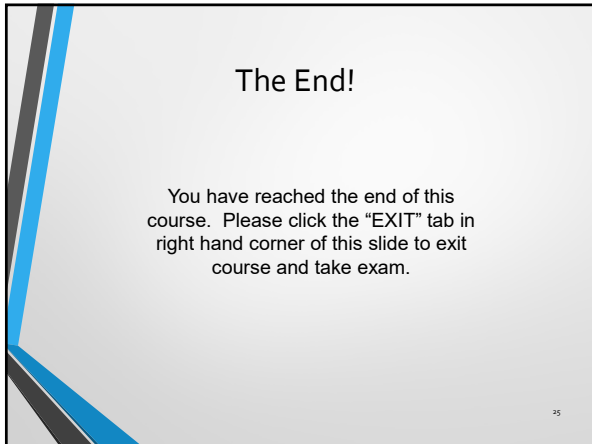 The End!
You have reached the end of this
course.  Please click the “EXIT” tab in
right hand corner of this slide to exit
course and take exam.
25